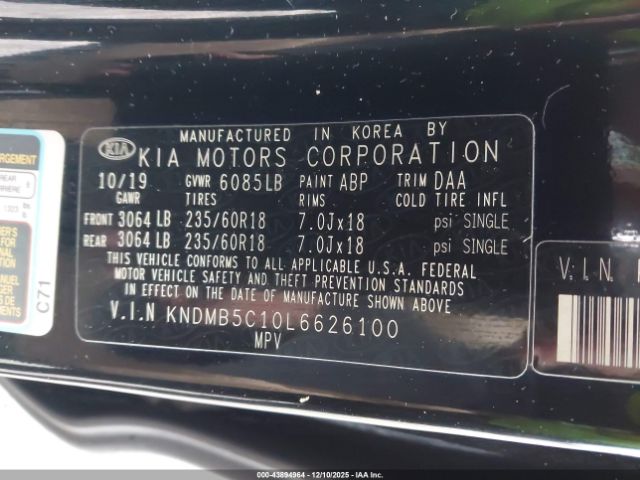 MANUFACTURED IN KOREA BY
KIA KIA MOTORS CORPORATION
10/19 GVWR 6085LB PAINT ABP TRIM DAA
GAWR TIRES RIMS COLD TIRE INFL
FRONT 3064 LB 235/60R18 7.0Jx18 psi SINGLE
REAR 3064 LB 235/60R18 7.0Jx18 psi SINGLE
THIS VEHICLE CONFORMS TO ALL APPLICABLE U.S.A. FEDERAL
MOTOR VEHICLE SAFETY AND THEFT PREVENTION STANDARDS
IN EFFECT ON THE DATE OF MANUFACTURE SHOWN ABOVE.
V.I.N KNDMB5C10L6626100
MPV
C71
V.I.N.
REAR
00-43894964 - 12/10/2025 - IAA Inc.